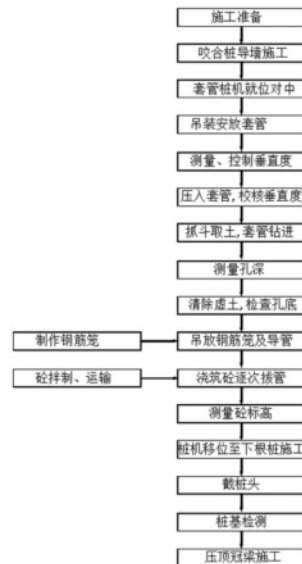 施工准备
咬合桩导墙施工
套管桩机就位对中
吊装安放套管
测量、控制垂直度
压入套管，校核垂直度
抓斗取土，套管钻进
测量孔深
清除虚土，检查孔底
制作钢筋笼
吊放钢筋笼及导管
砼拌制、运输
浇筑砼逐次拔管
测量砼标高
桩机移位至下根桩施工
截桩头
桩基检测
压顶冠梁施工